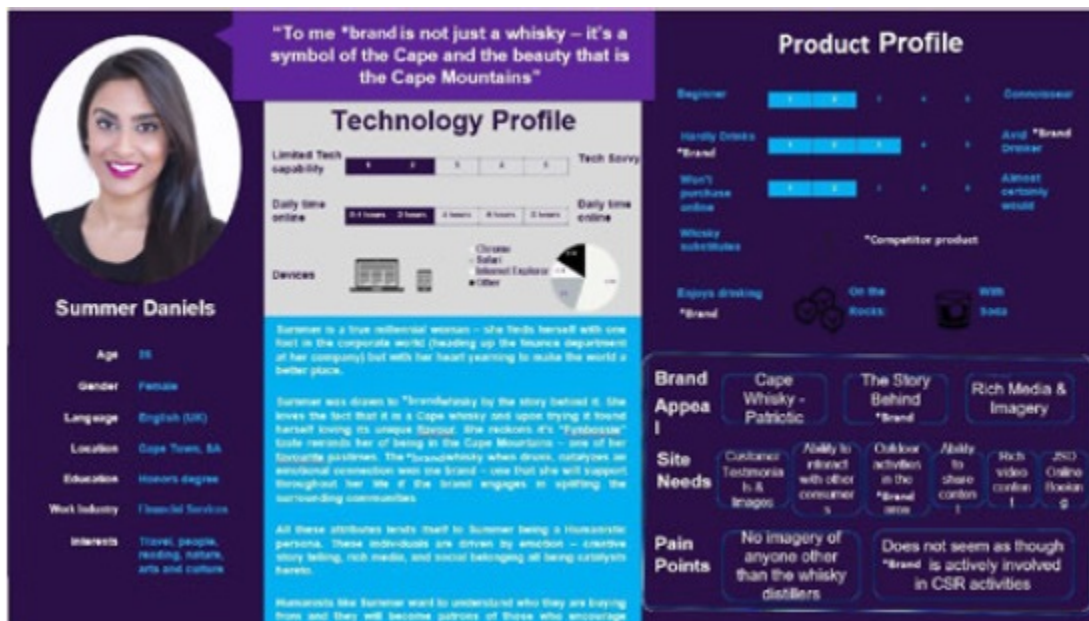 "To me *brand is not just a whisky – it's a
symbol of the Cape and the beauty that is
the Cape Mountains"
Summer Daniels
Age
Gender Female
Language English (UK)
Location Cape Town, SA
Education Honors degree
Work Industry Financial Services
Interests Travel, people,
reading, nature,
arts and culture
Technology Profile
Limited Tech Tech Savvy
capability
Daily time Daily time
online online
Devices
Chrome
Safari
Internet Explorer
Other
Summer is a true millennial woman – she finds herself with one
foot in the corporate world (heading up the finance department
at her company) but with her heart yearning to make the world a
better place.
Summer was drawn to *brand whisky by the story behind it. She
loves the fact that it is a Cape whisky and upon trying it found
herself loving its unique flavour. She reckons it's "Fynbossie"
taste reminds her of being in the Cape Mountains – one of her
favourite pastimes. The *brand whisky when drunk, catalyzes an
emotional connection with the brand – one that she will support
throughout her life if the brand engages in uplifting the
surrounding communities.
All these attributes lends itself to Summer being a Humanistic
persona. These individuals are driven by emotion – creative
story telling, rich media, and social belonging all being catalysts
hereto.
Humanists like Summer want to understand who they are buying
from and they will become patrons of those who encourage
Product Profile
Beginner 1 2 3 4 5 Connoisseur
Hardly Drinks 1 2 3 4 5 Avid *Brand
*Brand Drinker
Won't 1 2 3 4 5 Almost
purchase certainly
online would
Whisky *Competitor product
substitutes
Enjoys drinking On the With
*Brand Rocks: Soda
Brand
Appea
l
Cape
Whisky -
Patriotic
The Story
Behind
*Brand
Rich Media &
Imagery
Site
Needs
Customer
Testimonia
ls &
Images
Ability to
interact
with other
consumer
s
Outdoor
activities
in the
*Brand
area
Ability
to
share
conten
t
Rich
video
conten
t
JSD
Online
Bookin
g
Pain
Points
No imagery of
anyone other
than the whisky
distillers
Does not seem as though
*Brand is actively involved
in CSR activities